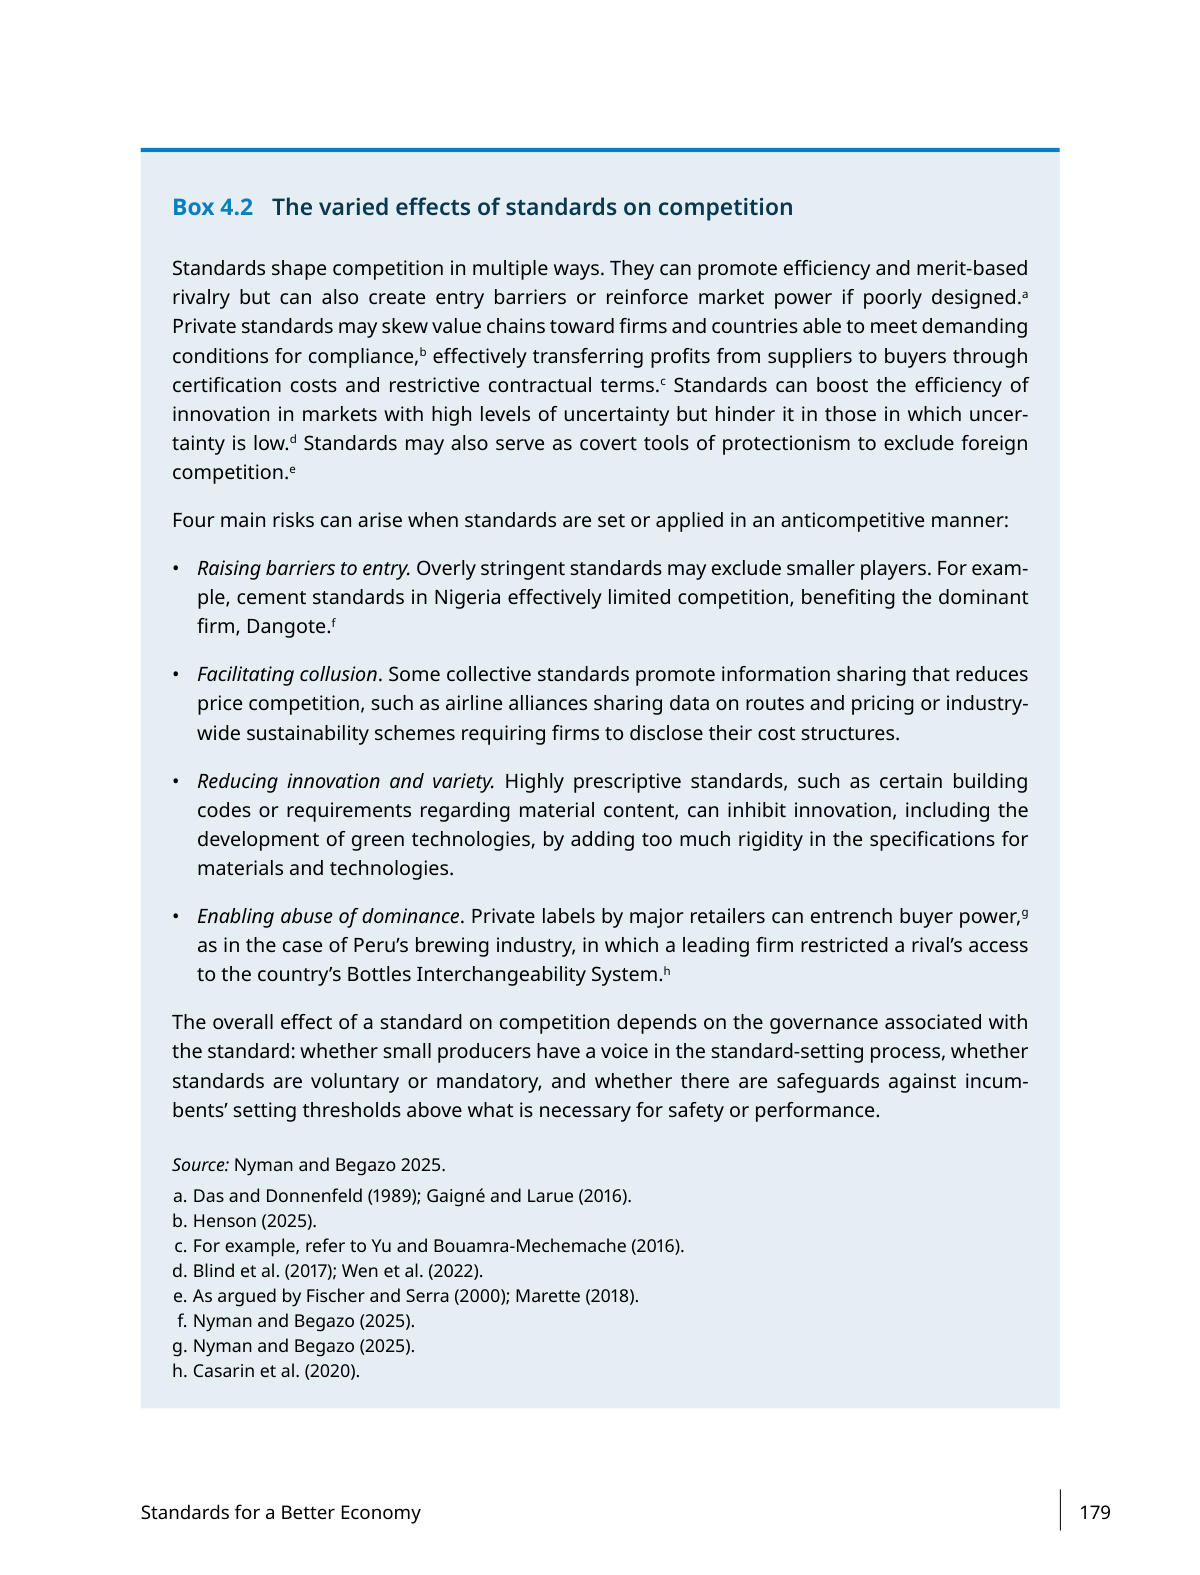 Box 4.2 The varied effects of standards on competition
Standards shape competition in multiple ways. They can promote efficiency and merit-based
rivalry but can also create entry barriers or reinforce market power if poorly designed.a
Private standards may skew value chains toward firms and countries able to meet demanding
conditions for compliance,b effectively transferring profits from suppliers to buyers through
certification costs and restrictive contractual terms.c Standards can boost the efficiency of
innovation in markets with high levels of uncertainty but hinder it in those in which uncer-
tainty is low.d Standards may also serve as covert tools of protectionism to exclude foreign
competition.e
Four main risks can arise when standards are set or applied in an anticompetitive manner:
• Raising barriers to entry. Overly stringent standards may exclude smaller players. For exam-
ple, cement standards in Nigeria effectively limited competition, benefiting the dominant
firm, Dangote.f
• Facilitating collusion. Some collective standards promote information sharing that reduces
price competition, such as airline alliances sharing data on routes and pricing or industry-
wide sustainability schemes requiring firms to disclose their cost structures.
• Reducing innovation and variety. Highly prescriptive standards, such as certain building
codes or requirements regarding material content, can inhibit innovation, including the
development of green technologies, by adding too much rigidity in the specifications for
materials and technologies.
• Enabling abuse of dominance. Private labels by major retailers can entrench buyer power,g
as in the case of Peru’s brewing industry, in which a leading firm restricted a rival’s access
to the country’s Bottles Interchangeability System.h
The overall effect of a standard on competition depends on the governance associated with
the standard: whether small producers have a voice in the standard-setting process, whether
standards are voluntary or mandatory, and whether there are safeguards against incum-
bents’ setting thresholds above what is necessary for safety or performance.
Source: Nyman and Begazo 2025.
a. Das and Donnenfeld (1989); Gaigné and Larue (2016).
b. Henson (2025).
c. For example, refer to Yu and Bouamra-Mechemache (2016).
d. Blind et al. (2017); Wen et al. (2022).
e. As argued by Fischer and Serra (2000); Marette (2018).
f. Nyman and Begazo (2025).
g. Nyman and Begazo (2025).
h. Casarin et al. (2020).
Standards for a Better Economy
179